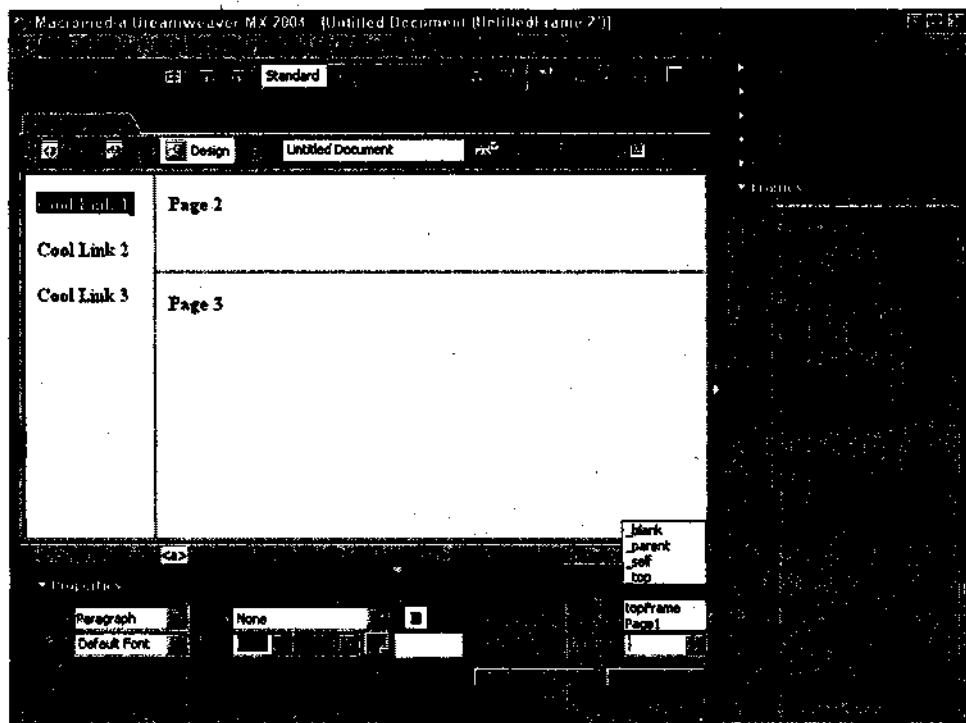 Macromedia Dreamweaver MX 2004 - [Untitled Document (UntitledFrame-2*)]
Standard
Design
Untitled Document
Cool Link 1
Page 2
Cool Link 2
Cool Link 3
Page 3
Frames
_blank
_parent
_self
_top
<a>
Properties
topFrame
Paragraph
None
Page1
Default Font